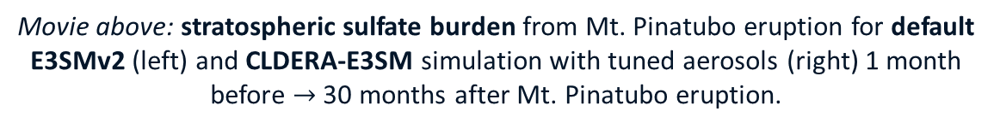 Movie above: stratospheric sulfate burden from Mt. Pinatubo eruption for default
E3SMv2 (left) and CLDERA-E3SM simulation with tuned aerosols (right) 1 month
before → 30 months after Mt. Pinatubo eruption.